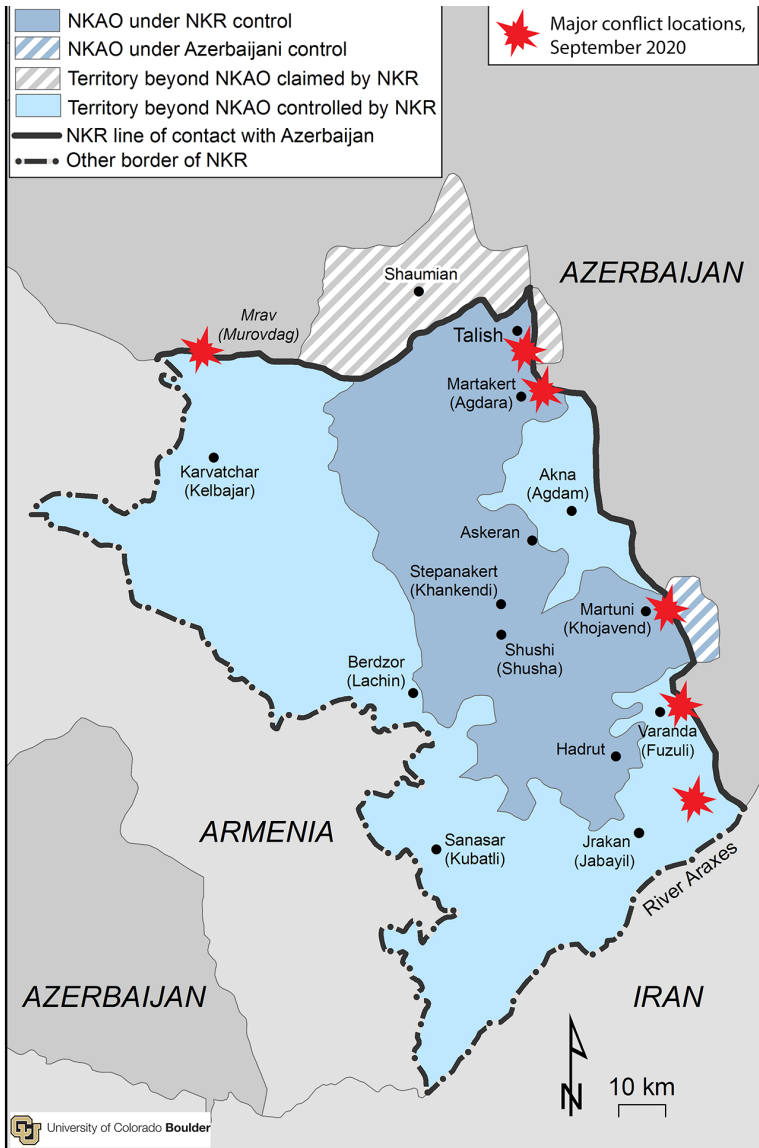 NKAO under NKR control
NKAO under Azerbaijani control
Territory beyond NKAO claimed by NKR
Territory beyond NKAO controlled by NKR
NKR line of contact with Azerbaijan
Other border of NKR
Major conflict locations,
September 2020
Shaumian
AZERBAIJAN
Mrav
(Murovdag)
Talish
Martakert
(Agdara)
Karvatchar
(Kelbajar)
Akna
(Agdam)
Askeran
Stepanakert
(Khankendi)
Martuni
(Khojavend)
Shushi
(Shusha)
Berdzor
(Lachin)
Varanda
(Fuzuli)
Hadrut
ARMENIA
Sanasar
(Kubatli)
Jrakan
(Jabayil)
River Araxes
AZERBAIJAN
IRAN
N
10 km
CU
University of Colorado Boulder